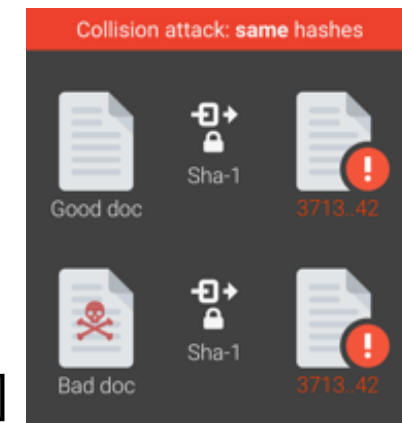 Collision attack: same hashes
Sha-1
Good doc
3713..42
Sha-1
Bad doc
3713..42